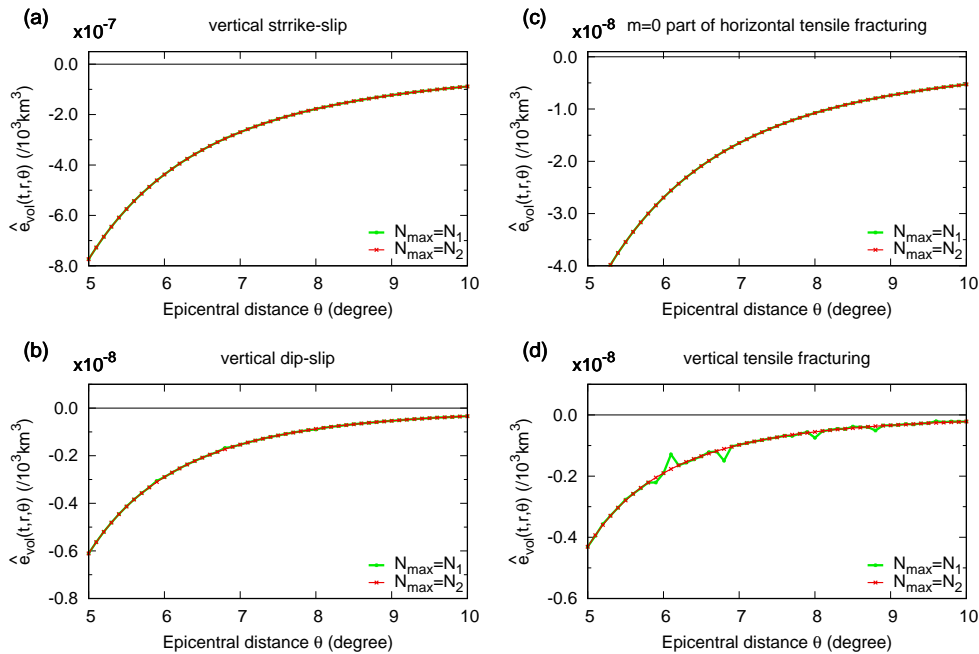 (a)
x10-7
vertical strrike-slip
0.0
-2.0
-4.0
-6.0
-8.0
ê_vol(t,r,θ) (/10^3km^3)
N_max=N_1
N_max=N_2
5 6 7 8 9 10
Epicentral distance θ (degree)
(c)
x10-8
m=0 part of horizontal tensile fracturing
0.0
-1.0
-2.0
-3.0
-4.0
ê_vol(t,r,θ) (/10^3km^3)
N_max=N_1
N_max=N_2
5 6 7 8 9 10
Epicentral distance θ (degree)
(b)
x10-8
vertical dip-slip
0.0
-0.2
-0.4
-0.6
-0.8
ê_vol(t,r,θ) (/10^3km^3)
N_max=N_1
N_max=N_2
5 6 7 8 9 10
Epicentral distance θ (degree)
(d)
x10-8
vertical tensile fracturing
0.0
-0.2
-0.4
-0.6
ê_vol(t,r,θ) (/10^3km^3)
N_max=N_1
N_max=N_2
5 6 7 8 9 10
Epicentral distance θ (degree)